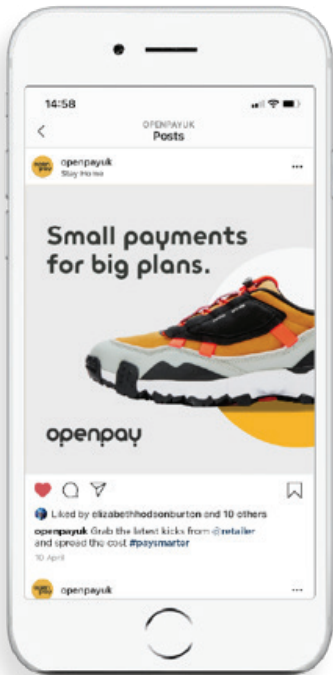 14:58
OPENPAYUK
Posts
openpayuk
Stay Home
Small payments
for big plans.
openpay
Liked by elizabethhodsonburton and 10 others
openpayuk Grab the latest kicks from @retailer
and spread the cost #paysmarter
10 April
openpayuk